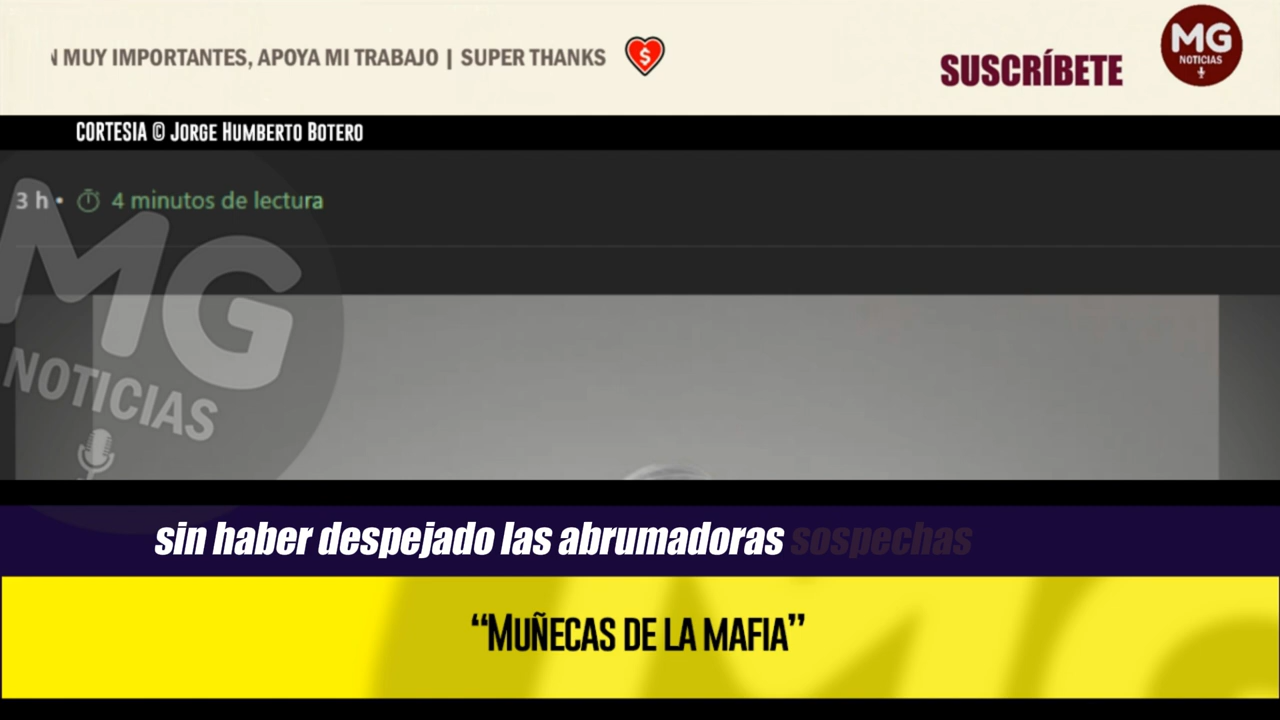 N MUY IMPORTANTES, APOYA MI TRABAJO | SUPER THANKS
$
SUSCRÍBETE
MG
NOTICIAS
CORTESIA © JORGE HUMBERTO BOTERO
3 h • 4 minutos de lectura
MG
NOTICIAS
sin haber despejado las abrumadoras sospechas
“MUÑECAS DE LA MAFIA”